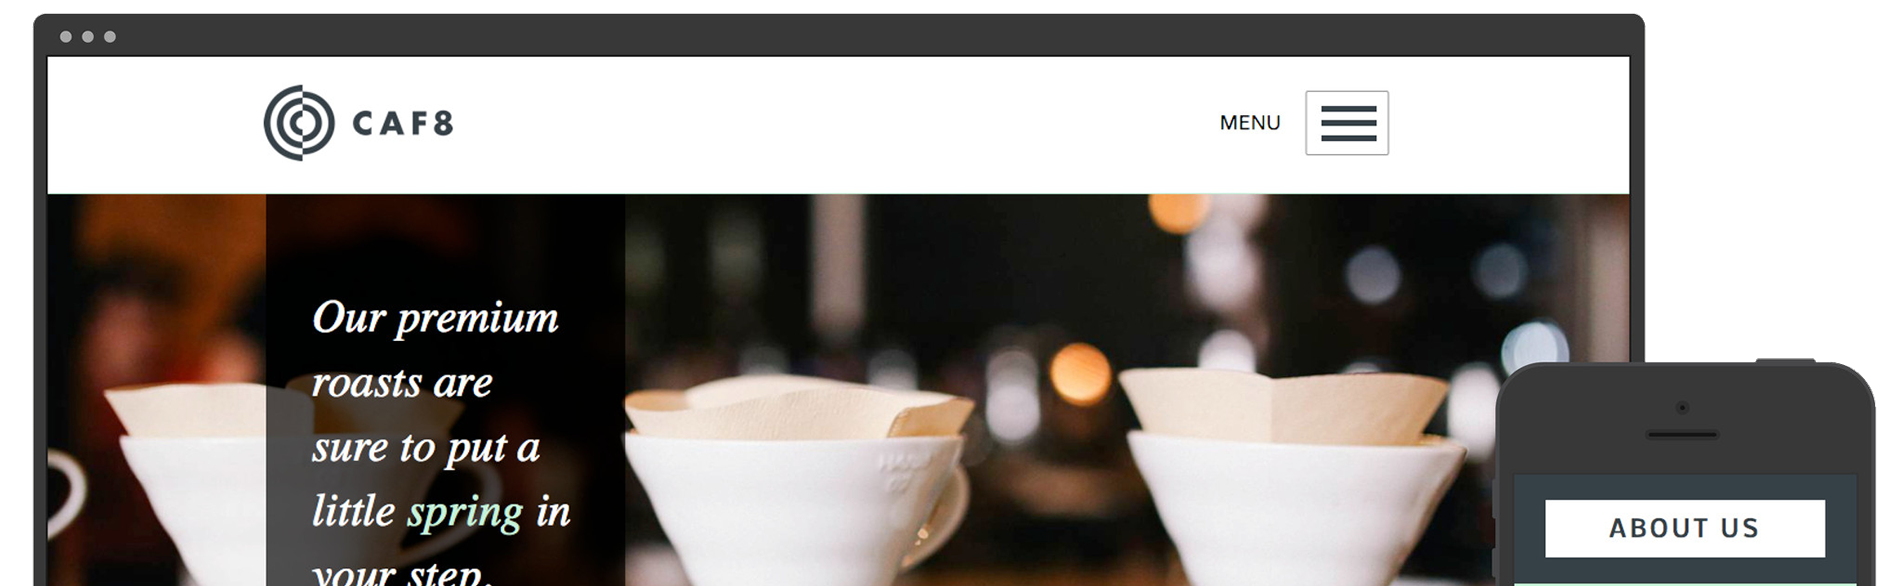 CAF8
MENU
Our premium
roasts are
sure to put a
little spring in
your step.
ABOUT US